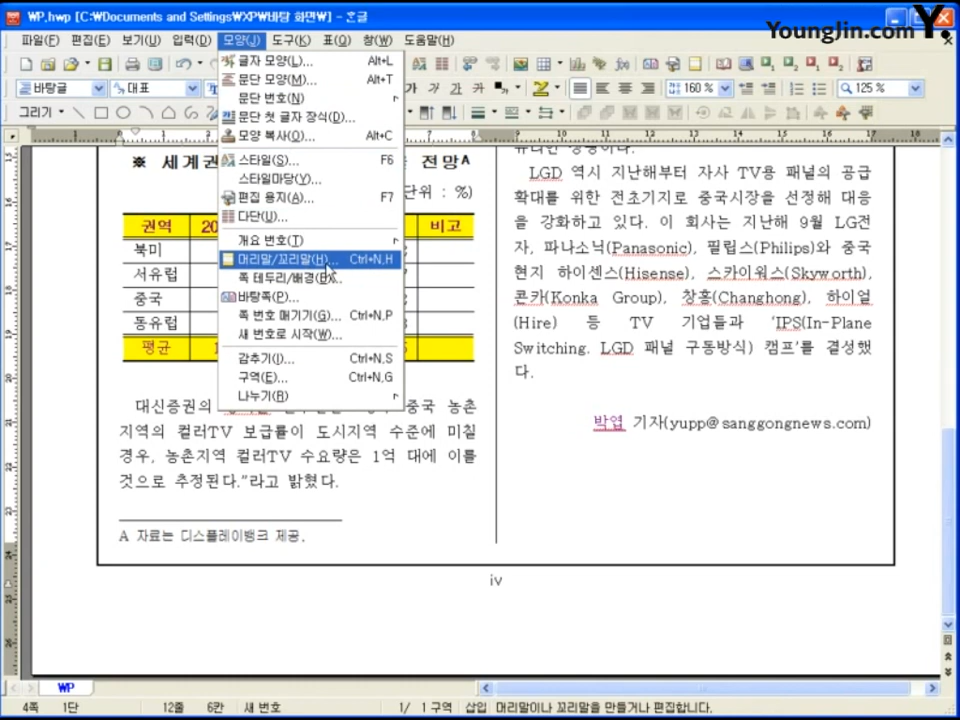 WP.hwp [C:\Documents and Settings\XP\바탕 화면\] - 한글
Younglin.com Y.
파일(F) 편집(E) 보기(U) 입력(D) 모양(J) 도구(K) 표(Q) 창(W) 도움말(H)
바탕글 대표 160 % 125 %
그리기
글자 모양(L)... Alt+L
문단 모양(M)... Alt+T
문단 번호(N)
문단 첫 글자 장식(D)...
모양 복사(O)... Alt+C
스타일(S)... F6
스타일마당(Y)...
편집 용지(A)... F7
다단(U)...
개요 번호(T)
머리말/꼬리말(H)... Ctrl+N,H
쪽 테두리/배경(B)...
바탕쪽(P)...
쪽 번호 매기기(G)... Ctrl+N,P
새 번호로 시작(W)...
감추기(I)... Ctrl+N,S
구역(E)... Ctrl+N,G
나누기(R)
※ 세계권 전망A
단위 : %)
권역 20 비고
북미
서유럽
중국
동유럽
평균 1
대신증권의 중국 농촌
지역의 컬러TV 보급률이 도시지역 수준에 미칠
경우, 농촌지역 컬러TV 수요량은 1억 대에 이를
것으로 추정된다.”라고 밝혔다.
A 자료는 디스플레이뱅크 제공.
LGD 역시 지난해부터 자사 TV용 패널의 공급
확대를 위한 전초기지로 중국시장을 선정해 대응
을 강화하고 있다. 이 회사는 지난해 9월 LG전
자, 파나소닉(Panasonic), 필립스(Philips)와 중국
현지 하이센스(Hisense), 스카이워스(Skyworth),
콘카(Konka Group), 창홍(Changhong), 하이얼
(Hire) 등 TV 기업들과 ‘IPS(In-Plane
Switching. LGD 패널 구동방식) 캠프’를 결성했
다.
박엽 기자(yupp@sanggongnews.com)
iv
WP
4쪽 1단 12줄 6칸 새 번호 1/ 1 구역 삽입 머리말이나 꼬리말을 만들거나 편집합니다.